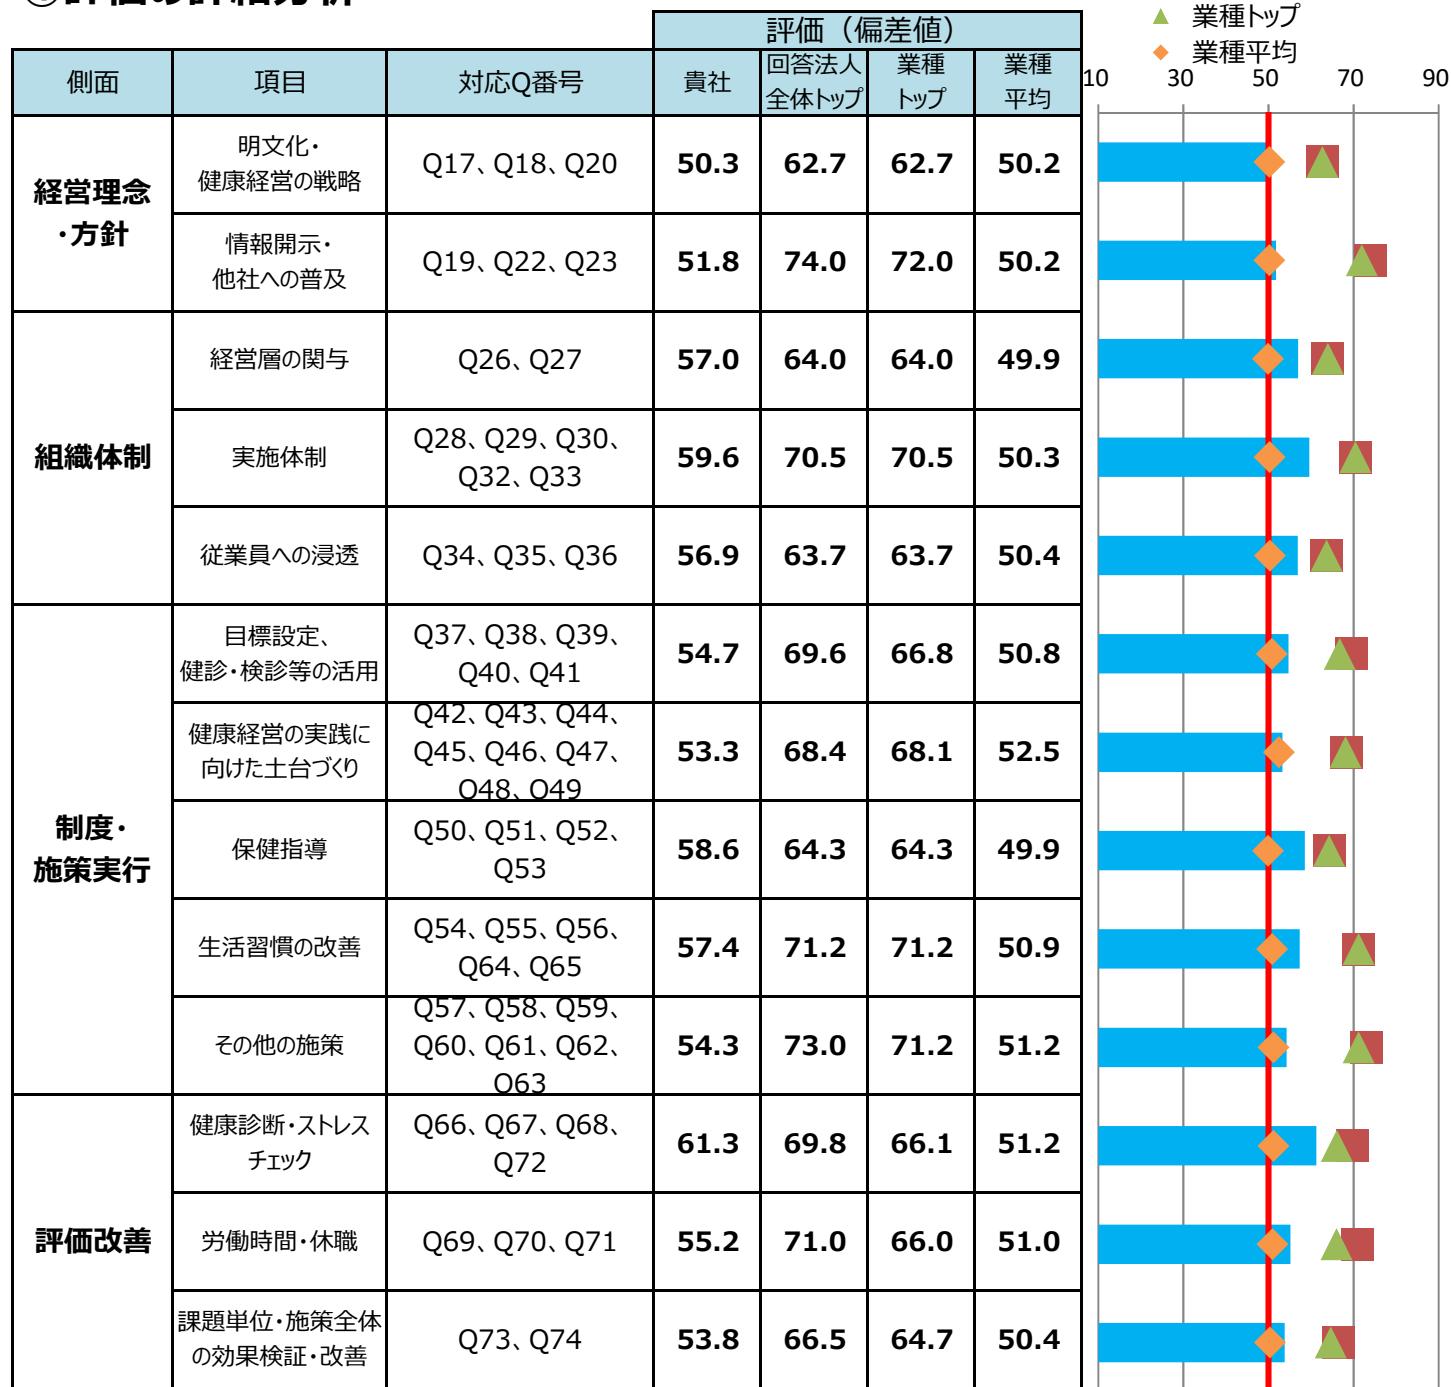 評価（偏差値）
▲ 業種トップ
◆ 業種平均
側面 項目 対応Q番号 貴社 回答法人 業種 業種
全体トップ トップ 平均
10 30 50 70 90
経営理念
・方針
明文化・
健康経営の戦略
Q17、Q18、Q20 50.3 62.7 62.7 50.2
情報開示・
他社への普及
Q19、Q22、Q23 51.8 74.0 72.0 50.2
組織体制
経営層の関与 Q26、Q27 57.0 64.0 64.0 49.9
実施体制
Q28、Q29、Q30、
Q32、Q33
59.6 70.5 70.5 50.3
従業員への浸透 Q34、Q35、Q36 56.9 63.7 63.7 50.4
制度・
施策実行
目標設定、
健診・検診等の活用
Q37、Q38、Q39、
Q40、Q41
54.7 69.6 66.8 50.8
健康経営の実践に
向けた土台づくり
Q42、Q43、Q44、
Q45、Q46、Q47、
Q48、Q49
53.3 68.4 68.1 52.5
保健指導
Q50、Q51、Q52、
Q53
58.6 64.3 64.3 49.9
生活習慣の改善
Q54、Q55、Q56、
Q64、Q65
57.4 71.2 71.2 50.9
その他の施策
Q57、Q58、Q59、
Q60、Q61、Q62、
Q63
54.3 73.0 71.2 51.2
評価改善
健康診断・ストレス
チェック
Q66、Q67、Q68、
Q72
61.3 69.8 66.1 51.2
労働時間・休職 Q69、Q70、Q71 55.2 71.0 66.0 51.0
課題単位・施策全体
の効果検証・改善
Q73、Q74 53.8 66.5 64.7 50.4